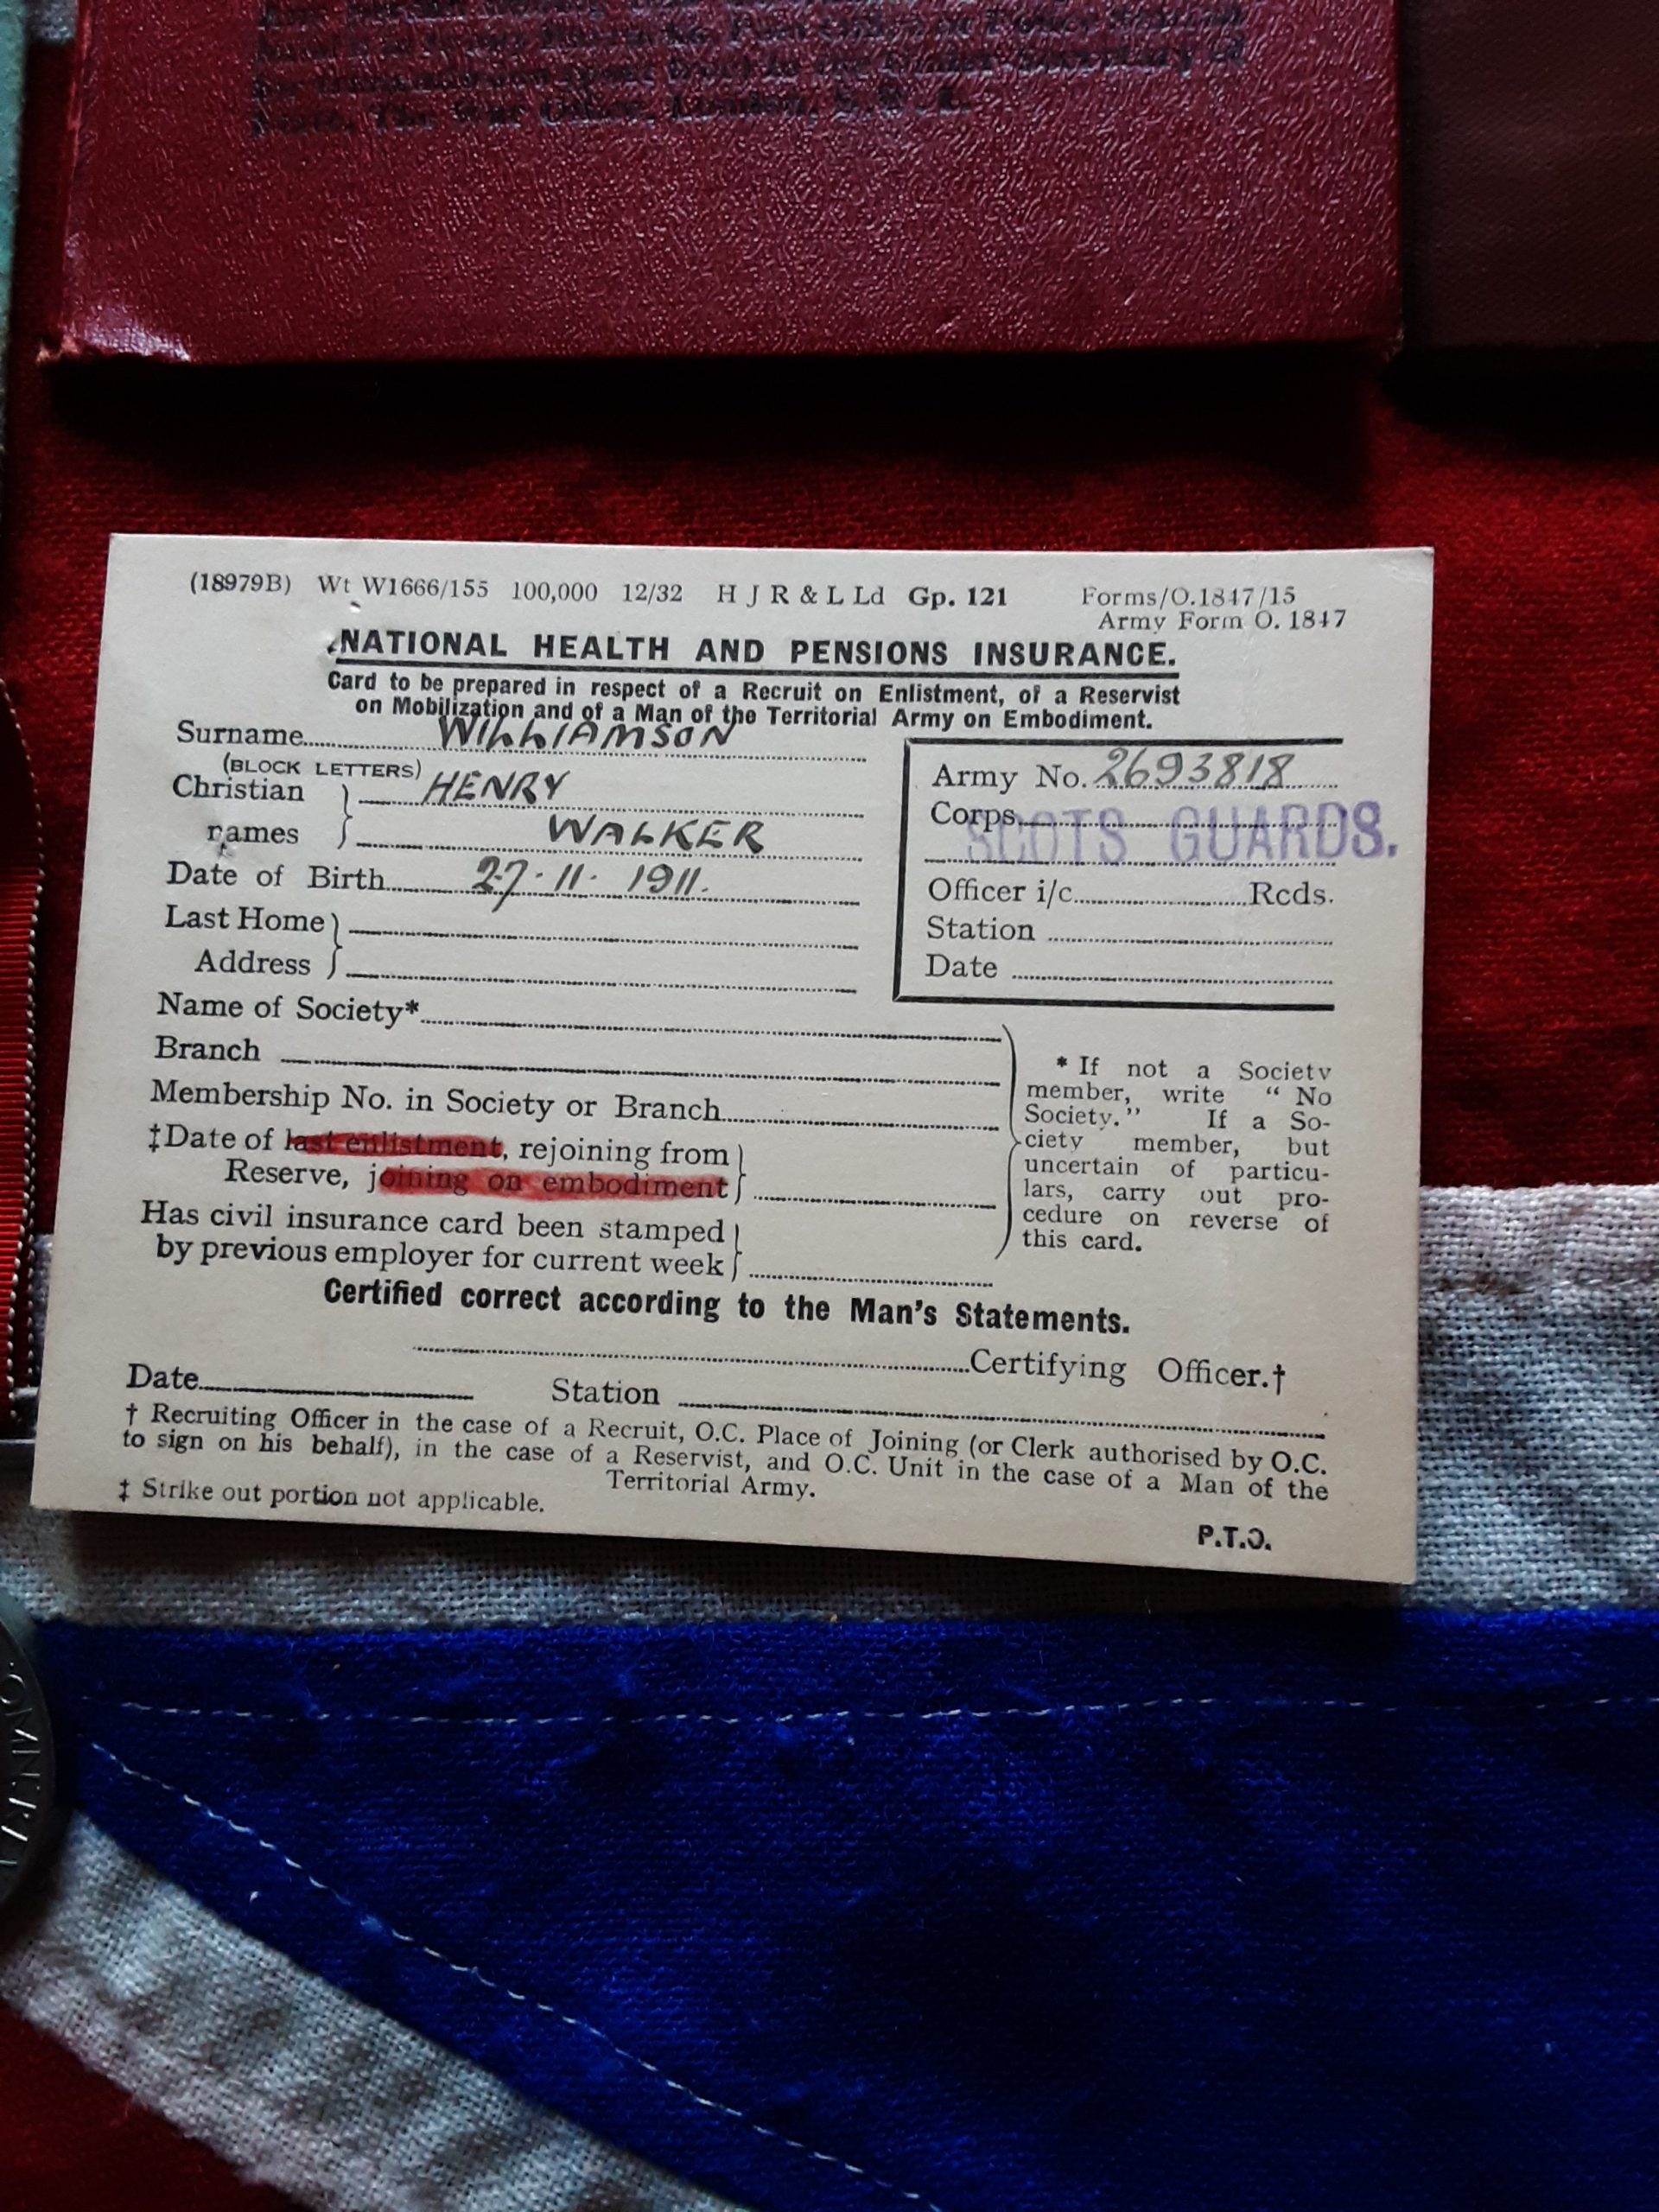 State, The War Office, London, S.W.1.
(18979B) Wt W1666/155 100,000 12/32 H J R & L Ld Gp. 121
Forms/O.1847/15
Army Form O. 1847
NATIONAL HEALTH AND PENSIONS INSURANCE.
Card to be prepared in respect of a Recruit on Enlistment, of a Reservist
on Mobilization and of a Man of the Territorial Army on Embodiment.
Surname WILLIAMSON
(BLOCK LETTERS)
Christian names HENRY
WALKER
Date of Birth 27.11.1911.
Last Home
Address
Army No. 2693818
Corps SCOTS GUARDS.
Officer i/c Rcds.
Station
Date
Name of Society*
Branch
Membership No. in Society or Branch
‡Date of last enlistment, rejoining from
Reserve, joining on embodiment
Has civil insurance card been stamped
by previous employer for current week
* If not a Society
member, write “ No
Society.” If a So-
ciety member, but
uncertain of particu-
lars, carry out pro-
cedure on reverse of
this card.
Certified correct according to the Man's Statements.
Certifying Officer.†
Date Station
† Recruiting Officer in the case of a Recruit, O.C. Place of Joining (or Clerk authorised by O.C.
to sign on his behalf), in the case of a Reservist, and O.C. Unit in the case of a Man of the
Territorial Army.
‡ Strike out portion not applicable.
P.T.O.